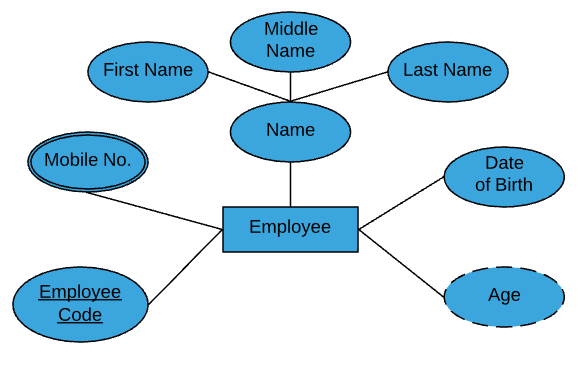 Middle
Name
First Name
Last Name
Name
Mobile No.
Date
of Birth
Employee
Employee
Code
Age